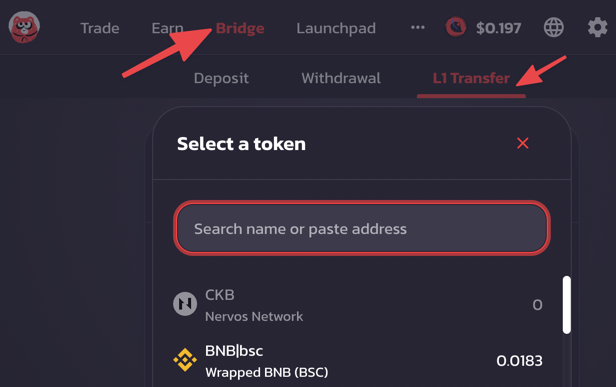 Trade Earn Bridge Launchpad ... $0.197
Deposit Withdrawal L1 Transfer
Select a token
Search name or paste address
CKB
Nervos Network
0
BNB|bsc
Wrapped BNB (BSC)
0.0183